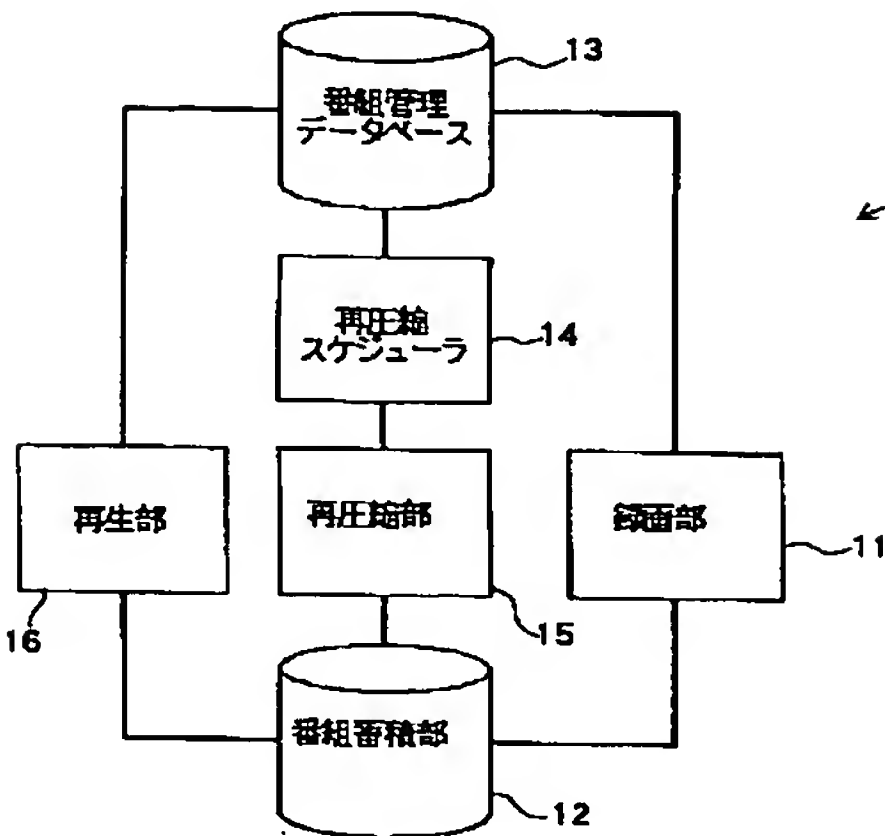 13
番組管理
データベース
再圧縮
スケジューラ
14
再生部
再圧縮部
録画部
11
16
15
番組蓄積部
12